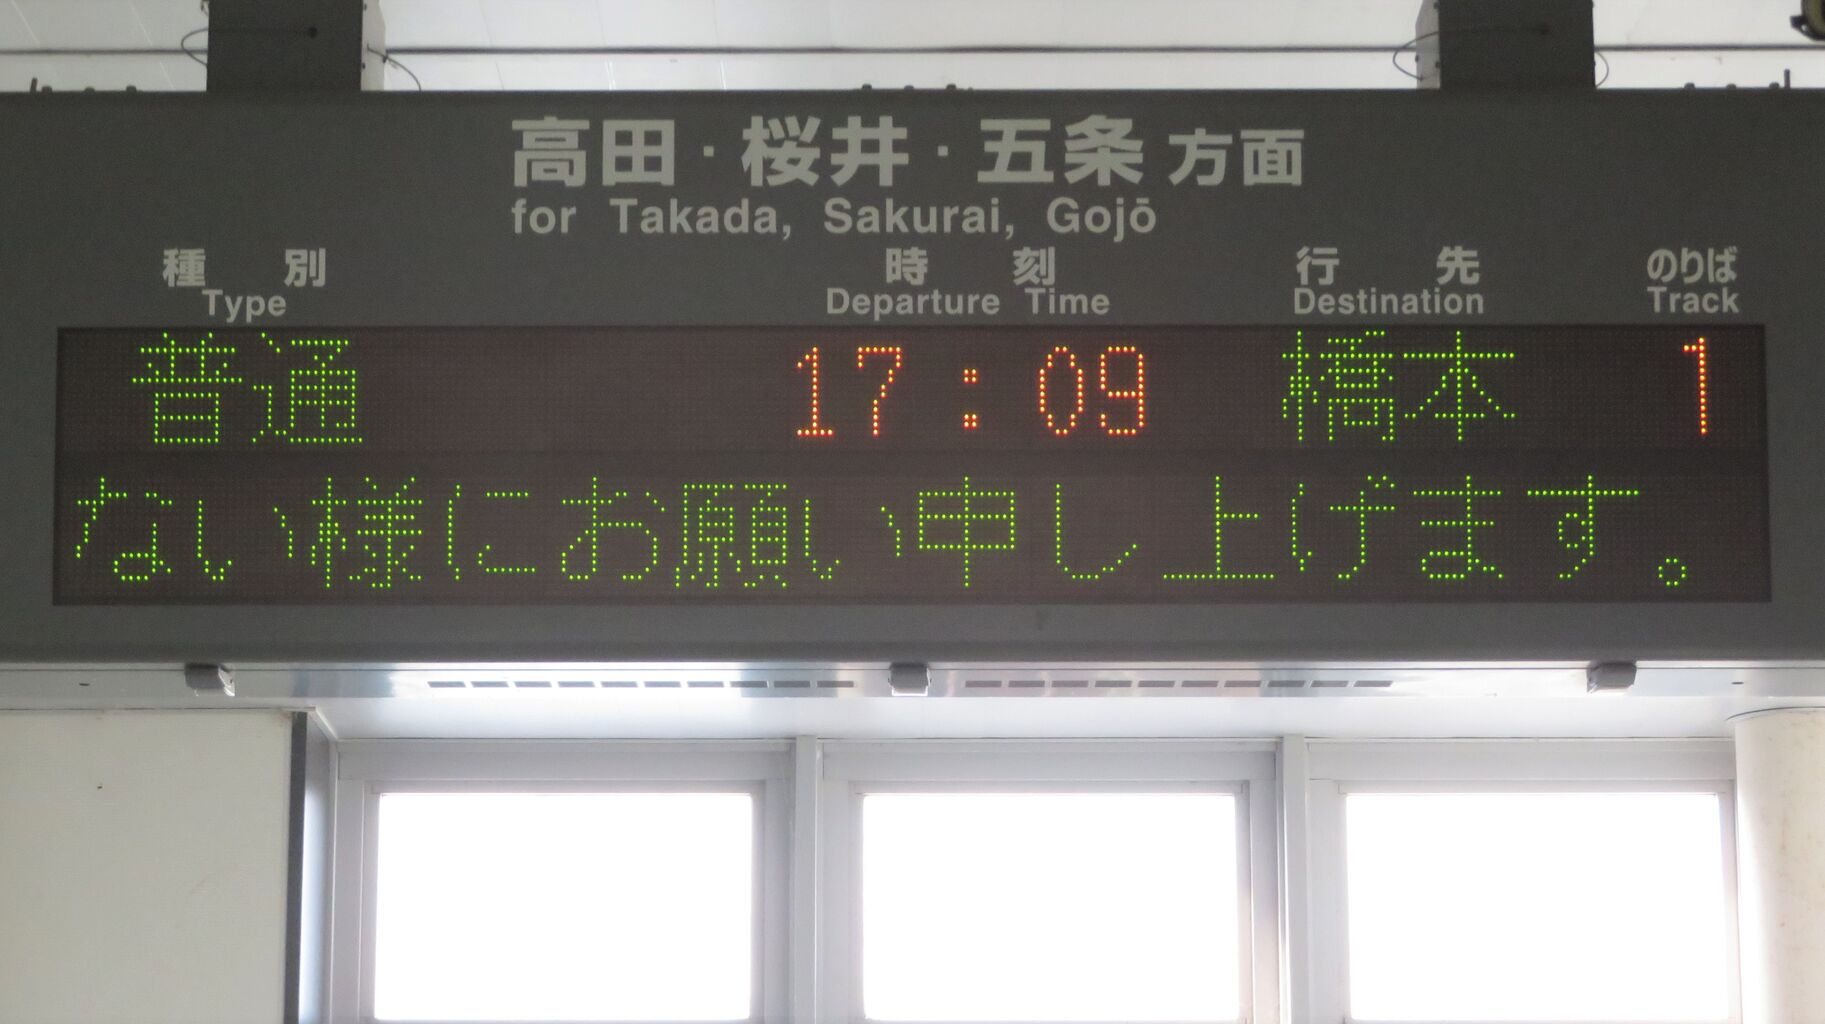 高田・桜井・五条方面
for Takada, Sakurai, Gojō
種別 時刻 行先 のりば
Type Departure Time Destination Track
普通 17:09 橋本 1
ない様にお願い申し上げます。